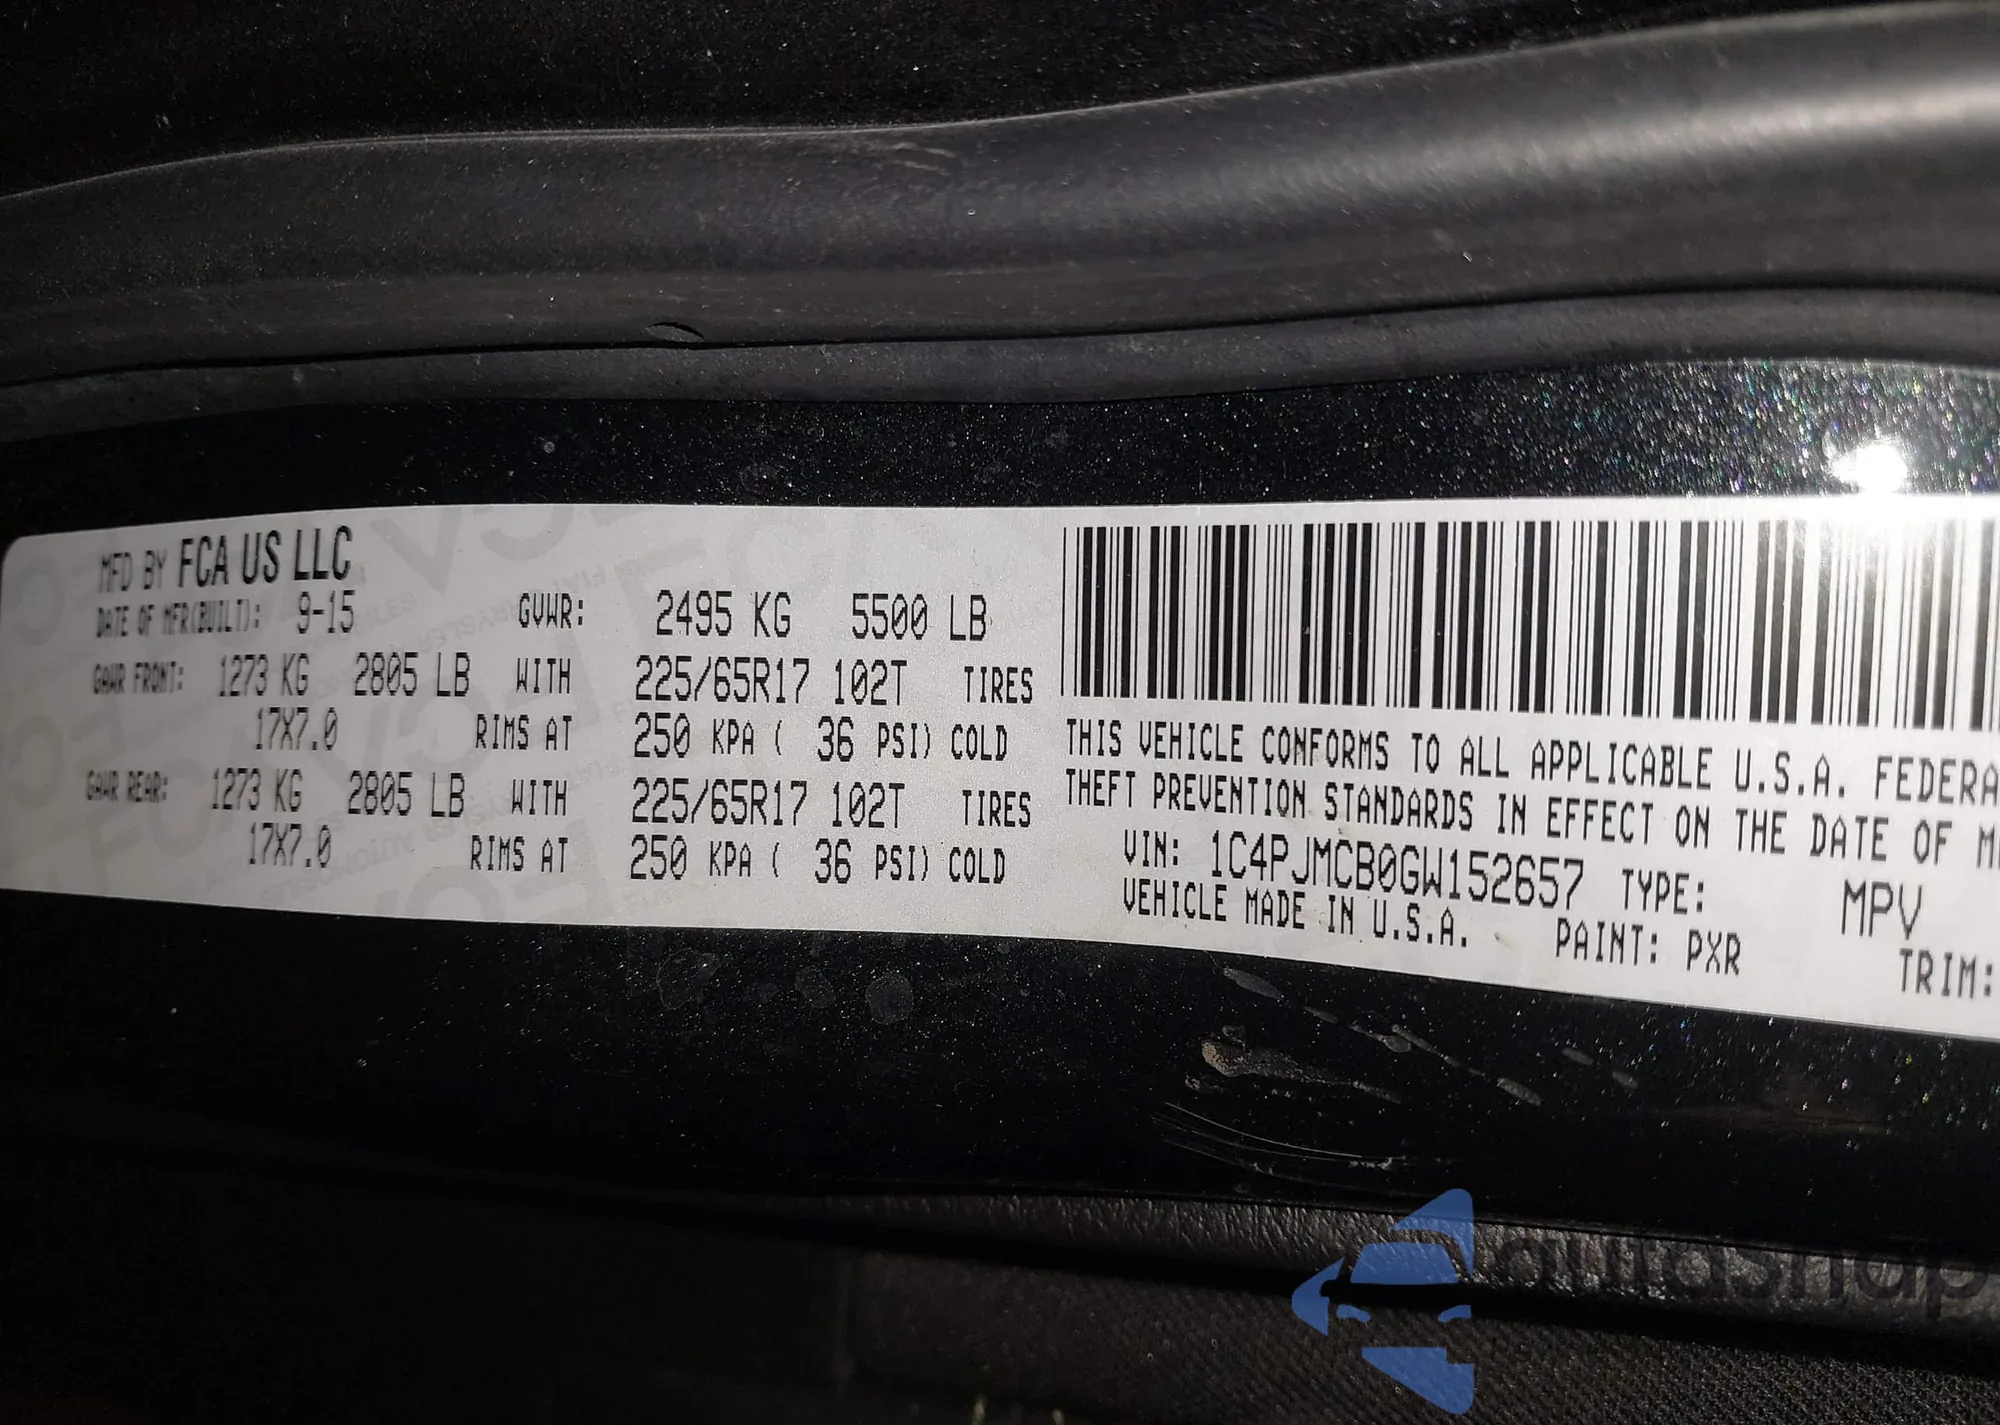 MFD BY FCA US LLC
DATE OF MFR(BUILT): 9-15 GVWR: 2495 KG 5500 LB
GAWR FRONT: 1273 KG 2805 LB WITH 225/65R17 102T TIRES
17X7.0 RIMS AT 250 KPA ( 36 PSI) COLD
GAWR REAR: 1273 KG 2805 LB WITH 225/65R17 102T TIRES
17X7.0 RIMS AT 250 KPA ( 36 PSI) COLD
THIS VEHICLE CONFORMS TO ALL APPLICABLE U.S.A. FEDERA
THEFT PREVENTION STANDARDS IN EFFECT ON THE DATE OF M
VIN: 1C4PJMCB0GW152657 TYPE: MPV
VEHICLE MADE IN U.S.A. PAINT: PXR TRIM:
autosnap